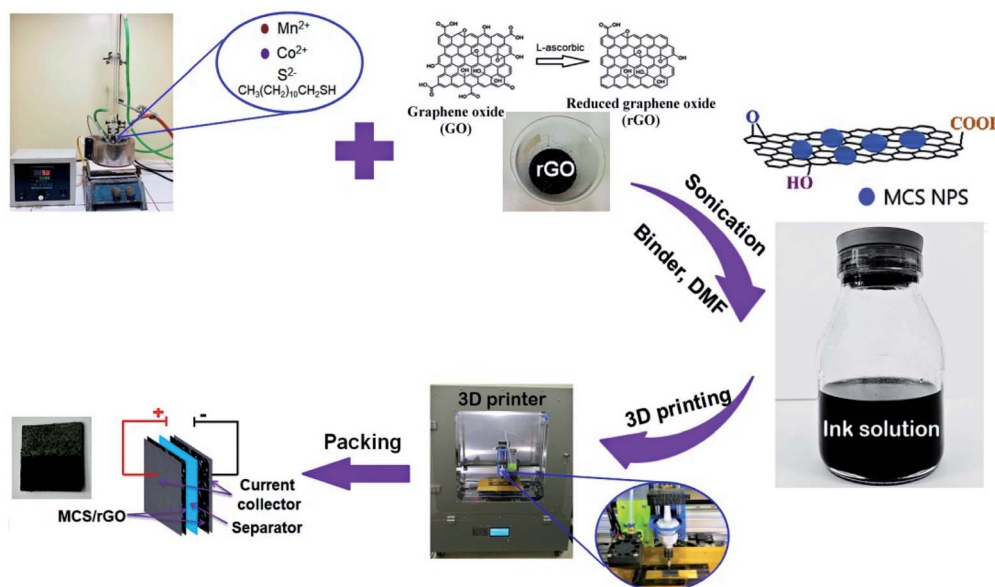 Mn2+
Co2+
S2-
CH3(CH2)10CH2SH
L-ascorbic
Graphene oxide
(GO)
Reduced graphene oxide
(rGO)
rGO
O
HO
MCS NPS
Sonication
Binder, DMF
Ink solution
3D printing
3D printer
Packing
+
-
Current
collector
Separator
MCS/rGO